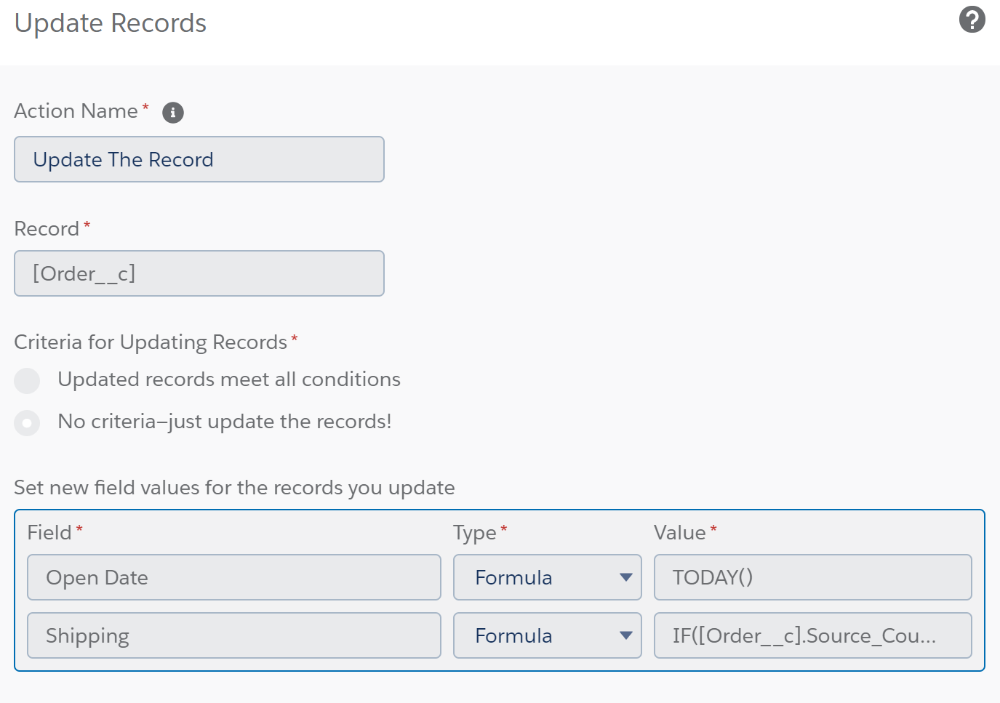 Update Records
?
Action Name* i
Update The Record
Record*
[Order__c]
Criteria for Updating Records*
Updated records meet all conditions
No criteria—just update the records!
Set new field values for the records you update
Field* Type* Value*
Open Date Formula TODAY()
Shipping Formula IF([Order__c].Source_Cou...